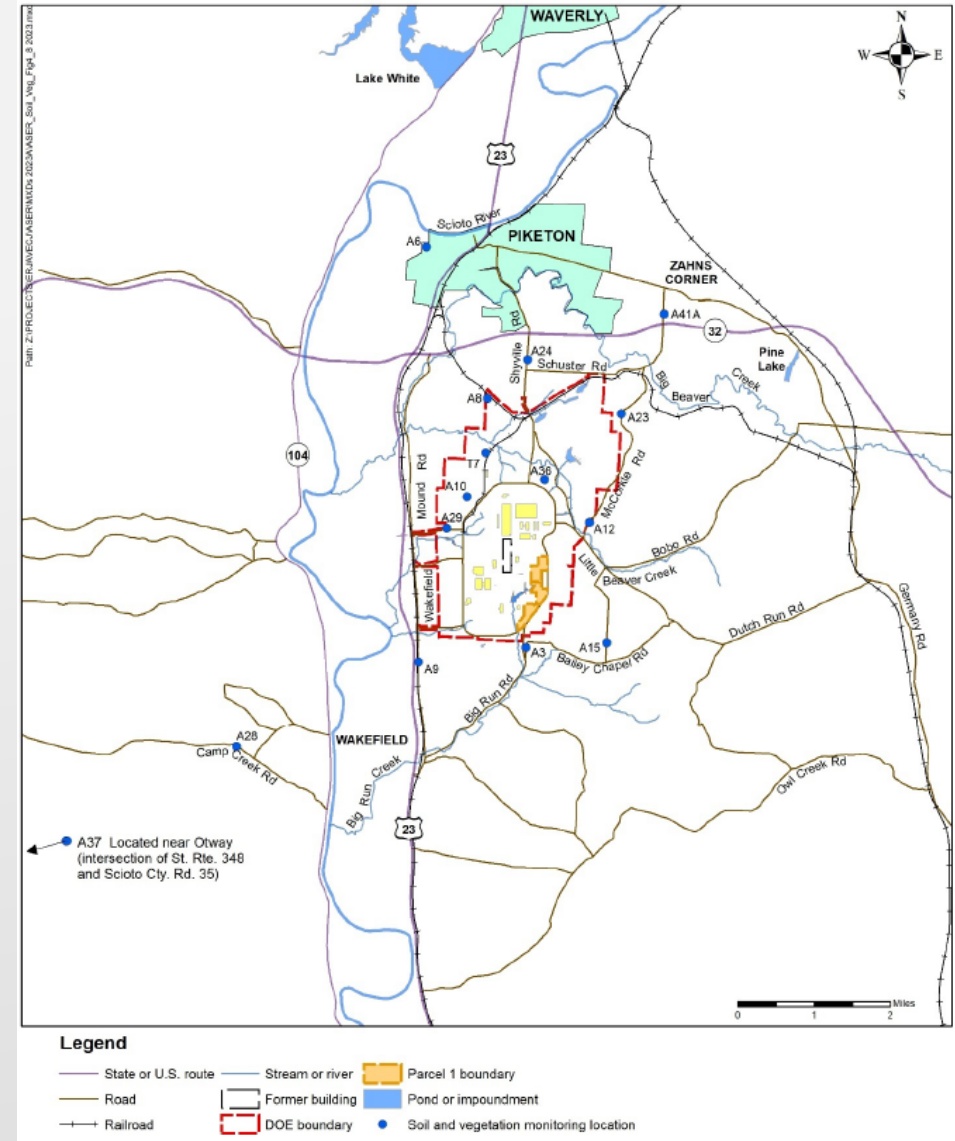 WAVERLY
N
W
E
S
Lake White
23
Scioto River
A6
PIKETON
ZAHNS
CORNER
A41A
32
Shyville Rd
A24
Schuster Rd
Pine
Lake
Big
Beaver
Creek
A8
A23
104
Mound Rd
T7
A36
McCorkle Rd
A10
A29
A12
Bobo Rd
Little
Beaver Creek
Wakefield
Dutch Run Rd
Germany Rd
A3
A15
Bailey Chapel Rd
A9
Big Run Rd
A28
Camp Creek Rd
WAKEFIELD
Big Run Creek
Owl Creek Rd
23
A37 Located near Otway
(intersection of St. Rte. 348
and Scioto Cty. Rd. 35)
Miles
0 1 2
Legend
State or U.S. route
Stream or river
Parcel 1 boundary
Road
Former building
Pond or impoundment
Railroad
DOE boundary
Soil and vegetation monitoring location